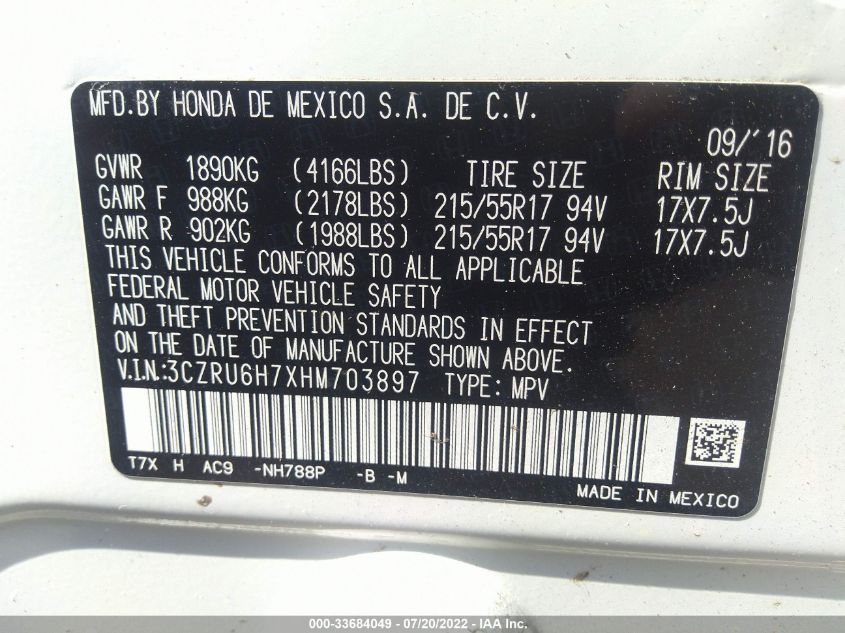 MFD.BY HONDA DE MEXICO S.A. DE C.V.
09/'16
GVWR 1890KG (4166LBS) TIRE SIZE RIM SIZE
GAWR F 988KG (2178LBS) 215/55R17 94V 17X7.5J
GAWR R 902KG (1988LBS) 215/55R17 94V 17X7.5J
THIS VEHICLE CONFORMS TO ALL APPLICABLE
FEDERAL MOTOR VEHICLE SAFETY
AND THEFT PREVENTION STANDARDS IN EFFECT
ON THE DATE OF MANUFACTURE SHOWN ABOVE.
V.I.N.:3CZRU6H7XHM703897 TYPE: MPV
T7X H AC9 -NH788P -B -M
MADE IN MEXICO
000-33684049 / 07/20/2022 - IAA Inc.